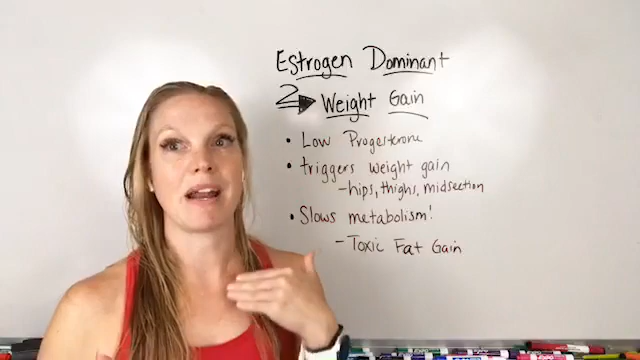 Estrogen Dominant
Weight Gain
• Low Progesterone
• triggers weight gain
- hips, thighs, midsection
• Slows metabolism!
- Toxic Fat Gain